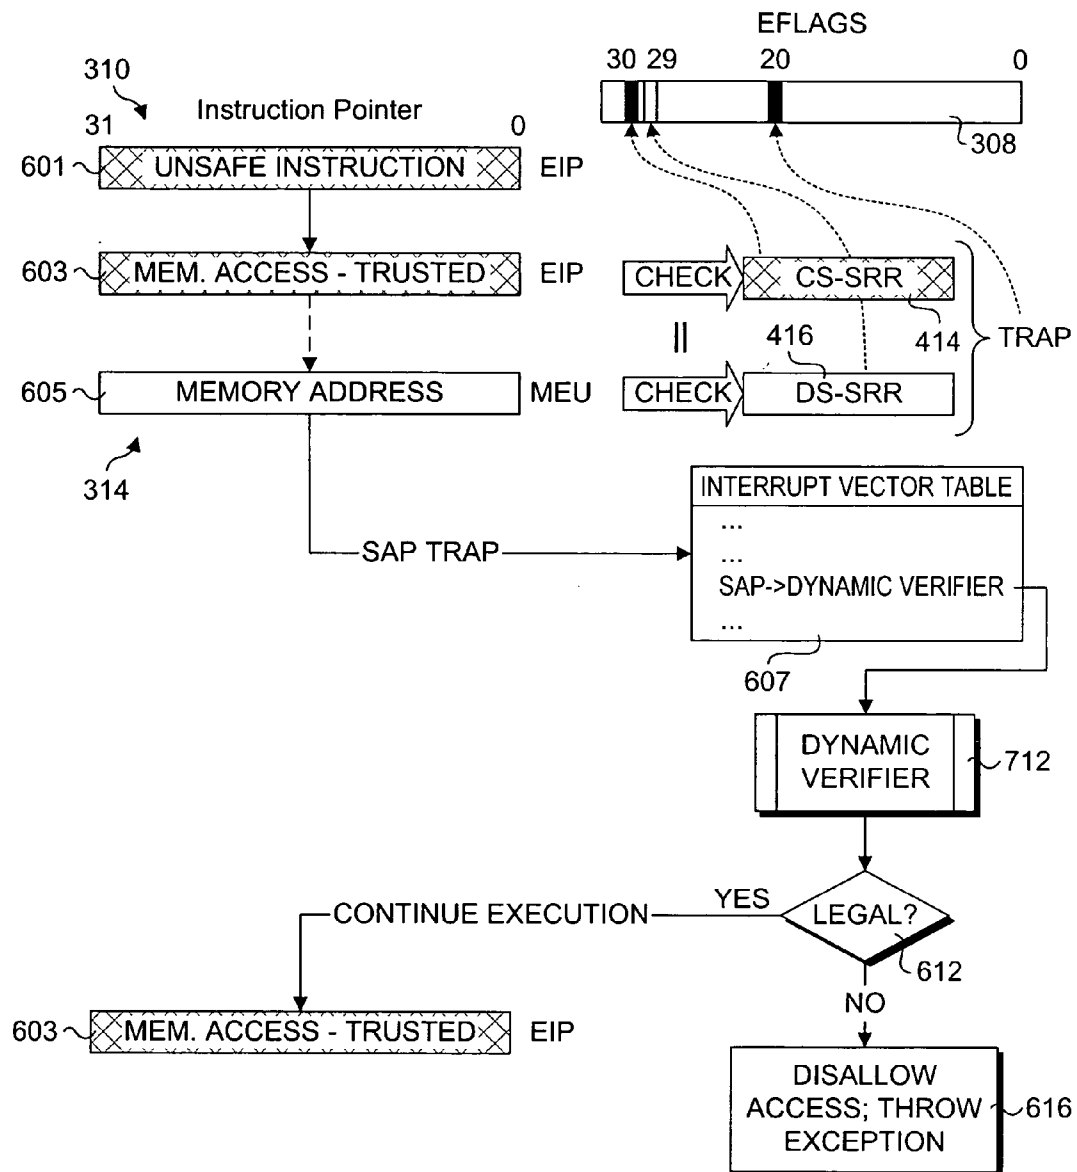 EFLAGS
30 29 20 0
310
Instruction Pointer
31 0
308
601 UNSAFE INSTRUCTION EIP
603 MEM. ACCESS - TRUSTED EIP
CHECK CS-SRR
414
TRAP
||
416
605 MEMORY ADDRESS MEU
CHECK DS-SRR
314
INTERRUPT VECTOR TABLE
...
...
SAP TRAP
SAP->DYNAMIC VERIFIER
...
607
DYNAMIC
VERIFIER
712
YES
CONTINUE EXECUTION
LEGAL?
612
NO
603 MEM. ACCESS - TRUSTED EIP
DISALLOW
ACCESS; THROW
EXCEPTION
616